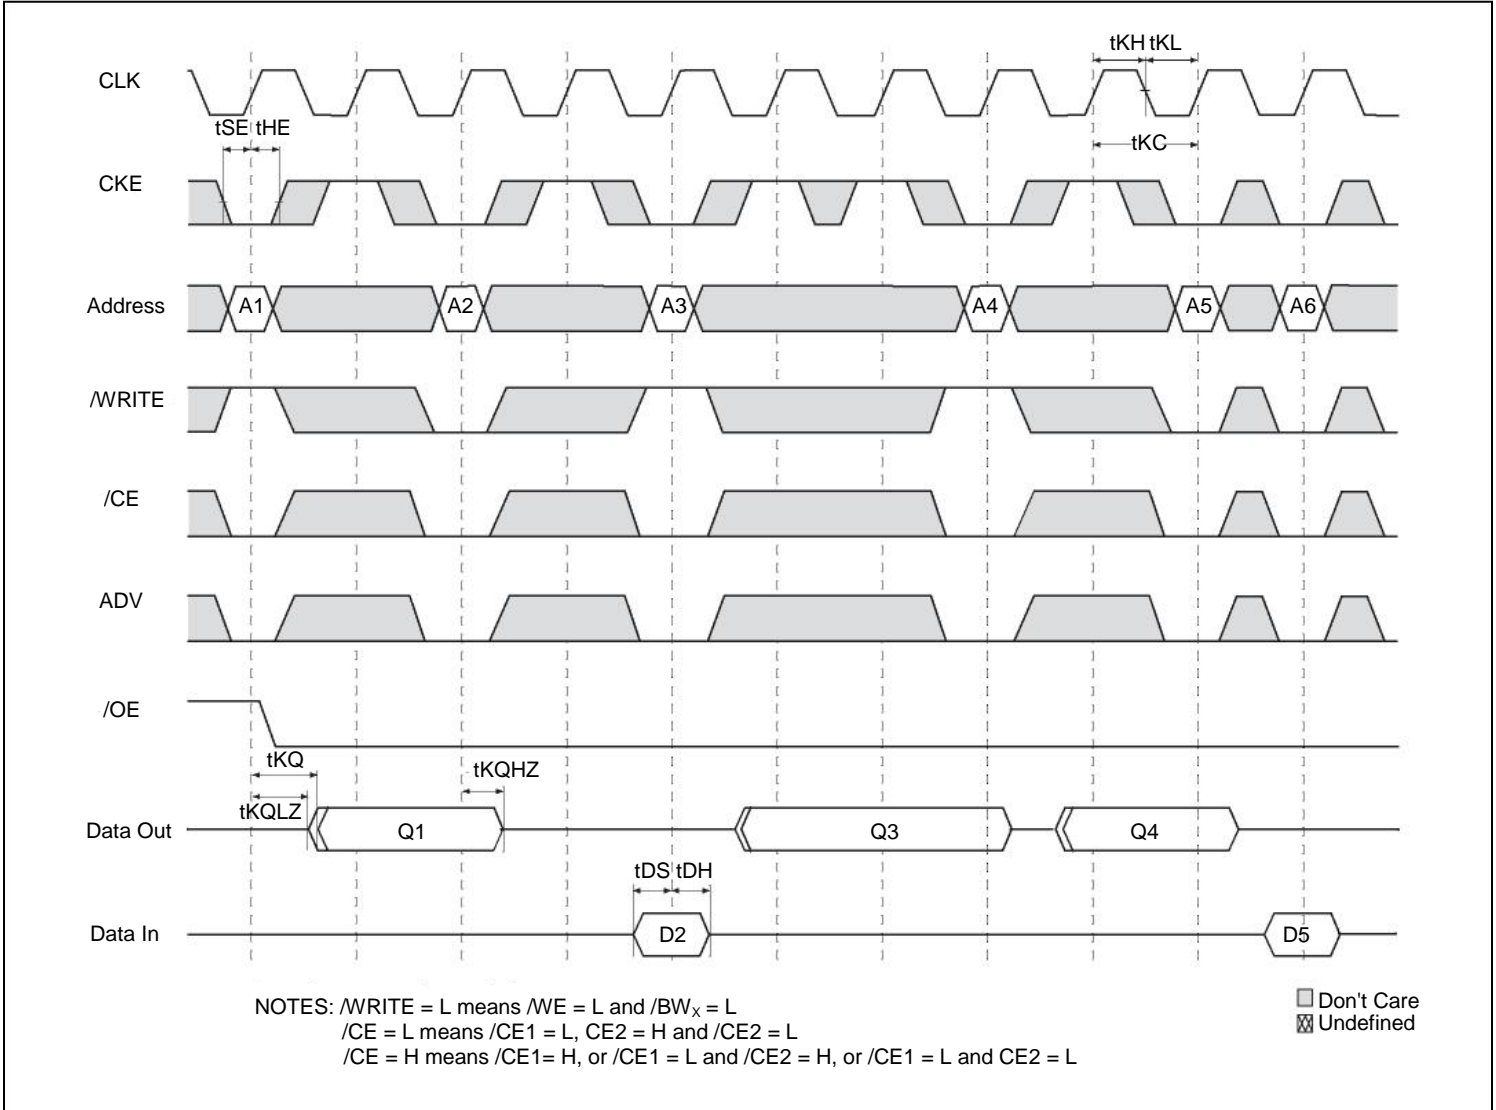 tKH tKL
CLK
tSE tHE
tKC
CKE
Address A1 A2 A3 A4 A5 A6
/WRITE
/CE
ADV
/OE
tKQ
tKQHZ
tKQLZ
Data Out Q1 Q3 Q4
tDS tDH
Data In D2 D5
NOTES: /WRITE = L means /WE = L and /BWX = L
/CE = L means /CE1 = L, CE2 = H and /CE2 = L
/CE = H means /CE1= H, or /CE1 = L and /CE2 = H, or /CE1 = L and CE2 = L
Don't Care
Undefined